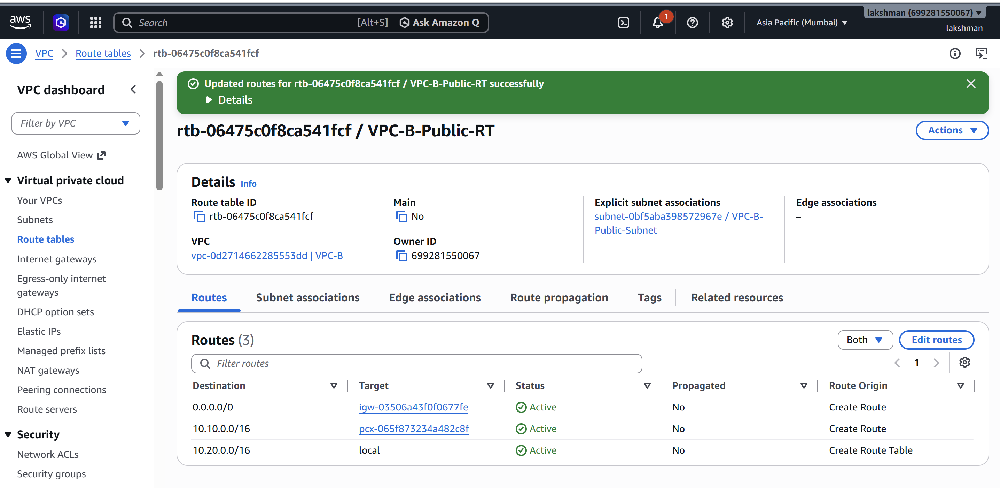 aws
Search [Alt+S] Ask Amazon Q
1
Asia Pacific (Mumbai)
lakshman (699281550067)
lakshman
VPC
Route tables
rtb-06475c0f8ca541fcf
VPC dashboard
Filter by VPC
AWS Global View
Virtual private cloud
Your VPCs
Subnets
Route tables
Internet gateways
Egress-only internet
gateways
DHCP option sets
Elastic IPs
Managed prefix lists
NAT gateways
Peering connections
Route servers
Security
Network ACLs
Security groups
Updated routes for rtb-06475c0f8ca541fcf / VPC-B-Public-RT successfully
Details
rtb-06475c0f8ca541fcf / VPC-B-Public-RT
Actions
Details Info
Route table ID
rtb-06475c0f8ca541fcf
VPC
vpc-0d2714662285553dd | VPC-B
Main
No
Owner ID
699281550067
Explicit subnet associations
subnet-0bf5aba398572967e / VPC-B-
Public-Subnet
Edge associations
–
Routes
Subnet associations
Edge associations
Route propagation
Tags
Related resources
Routes (3)
Both
Edit routes
Filter routes
1
Destination Target Status Propagated Route Origin
0.0.0.0/0 igw-03506a43f0f0677fe Active No Create Route
10.10.0.0/16 pcx-065f873234a482c8f Active No Create Route
10.20.0.0/16 local Active No Create Route Table